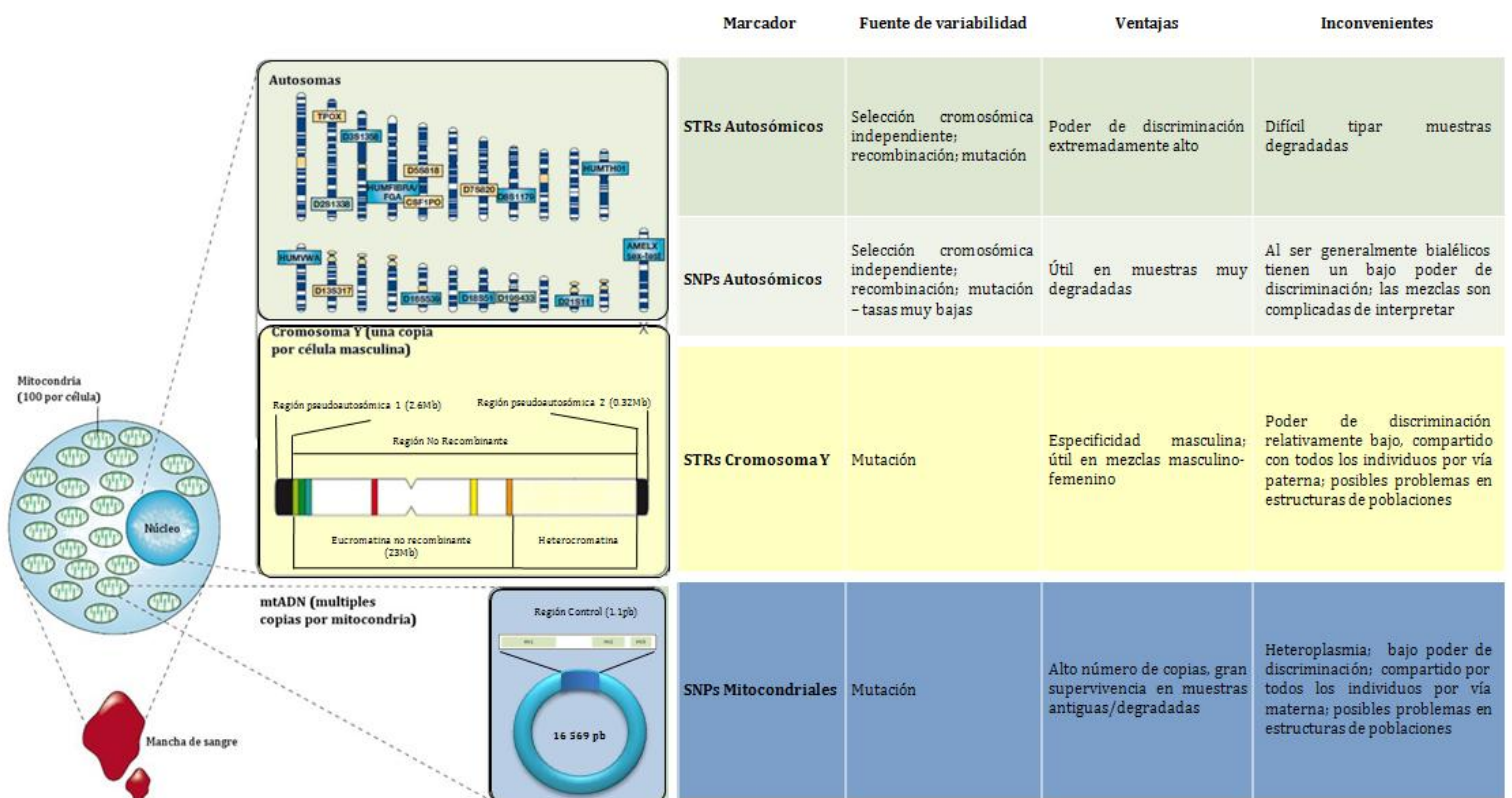 Marcador Fuente de variabilidad Ventajas Inconvenientes
Autosomas
TPOX
D3S1358
D5S818
HUMFIBRA/
FGA
CSF1PO
D2S1338
D7S820
D8S1179
HUMTH01
HUMVWA
D13S317
D16S539
D18S51
D19S433
D21S11
AMELX
sex-test
STRs Autosómicos
Selección cromosómica
independiente;
recombinación; mutación
Poder de discriminación
extremadamente alto
Difícil tipar muestras
degradadas
SNPs Autosómicos
Selección cromosómica
independiente;
recombinación; mutación
– tasas muy bajas
Útil en muestras muy
degradadas
Al ser generalmente bialélicos
tienen un bajo poder de
discriminación; las mezclas son
complicadas de interpretar
X
Cromosoma Y (una copia
por célula masculina)
Región pseudoautosómica 1 (2.6Mb)
Región pseudoautosómica 2 (0.32Mb)
Región No Recombinante
Eucromatina no recombinante
(23Mb)
Heterocromatina
STRs Cromosoma Y
Mutación
Especificidad masculina;
útil en mezclas masculino-
femenino
Poder de discriminación
relativamente bajo, compartido
con todos los individuos por vía
paterna; posibles problemas en
estructuras de poblaciones
Mitocondria
(100 por célula)
Núcleo
Mancha de sangre
mtADN (multiples
copias por mitocondria)
Región Control (1.1pb)
16 569 pb
SNPs Mitocondriales
Mutación
Alto número de copias, gran
supervivencia en muestras
antiguas/degradadas
Heteroplasmia; bajo poder de
discriminación; compartido por
todos los individuos por vía
materna; posibles problemas en
estructuras de poblaciones